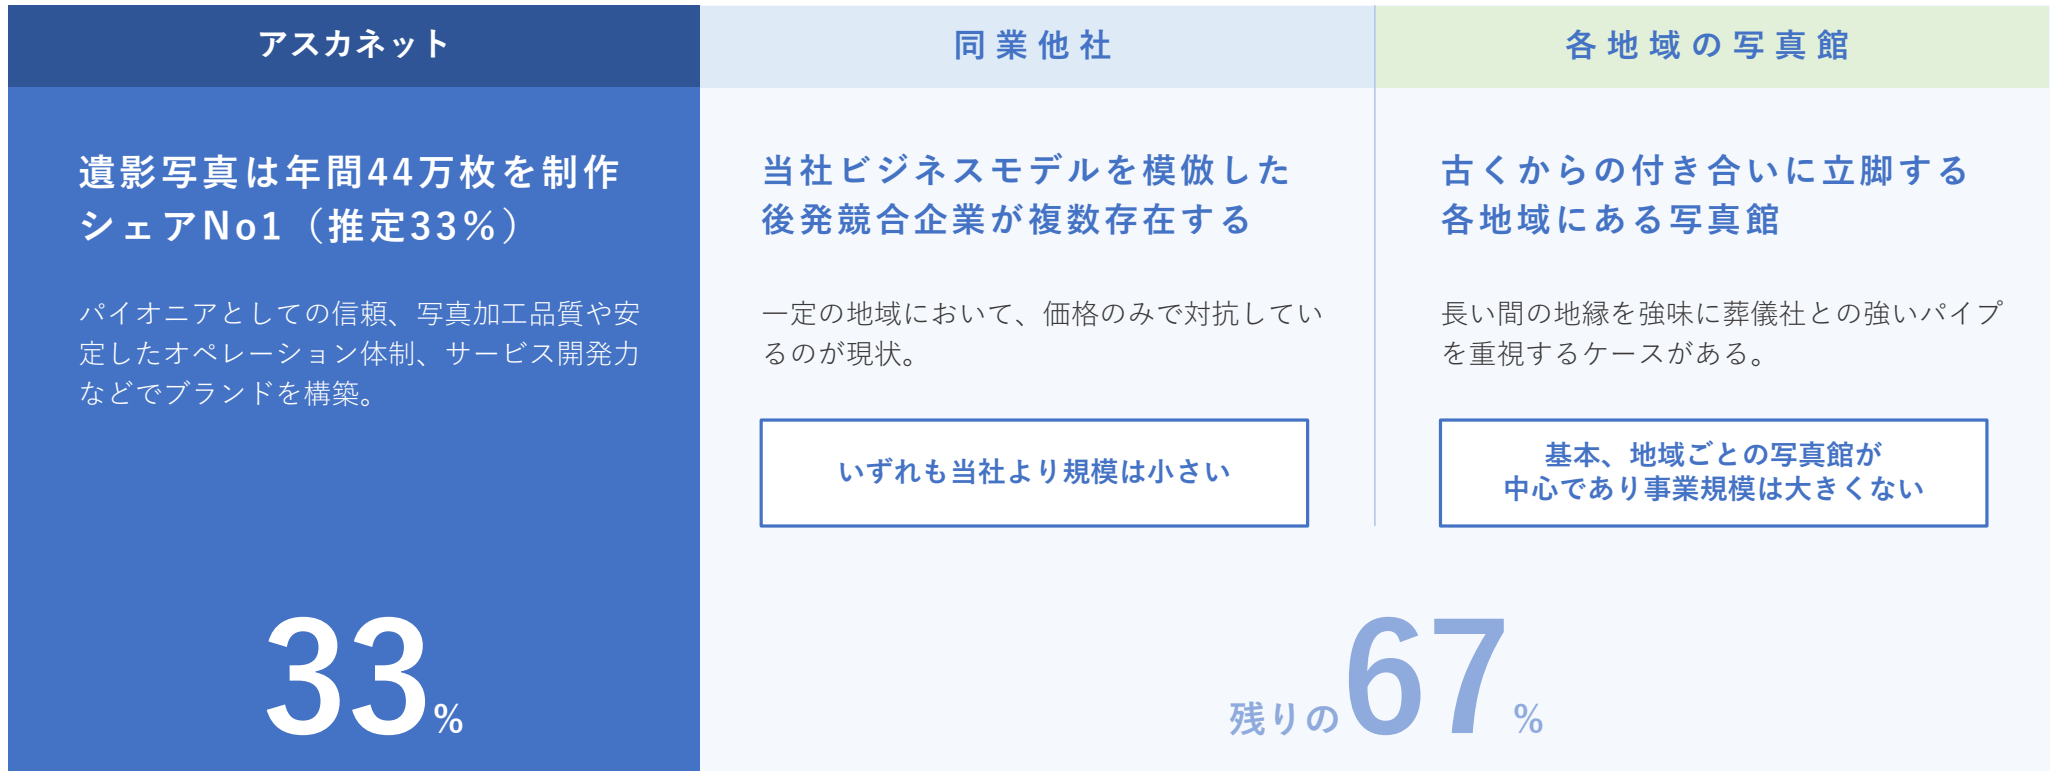 アスカネット
遺影写真は年間44万枚を制作
シェアNo1（推定33%）
パイオニアとしての信頼、写真加工品質や安
定したオペレーション体制、サービス開発力
などでブランドを構築。
33%
同業他社
当社ビジネスモデルを模倣した
後発競合企業が複数存在する
一定の地域において、価格のみで対抗してい
るのが現状。
いずれも当社より規模は小さい
各地域の写真館
古くからの付き合いに立脚する
各地域にある写真館
長い間の地縁を強味に葬儀社との強いパイプ
を重視するケースがある。
基本、地域ごとの写真館が
中心であり事業規模は大きくない
残りの67%